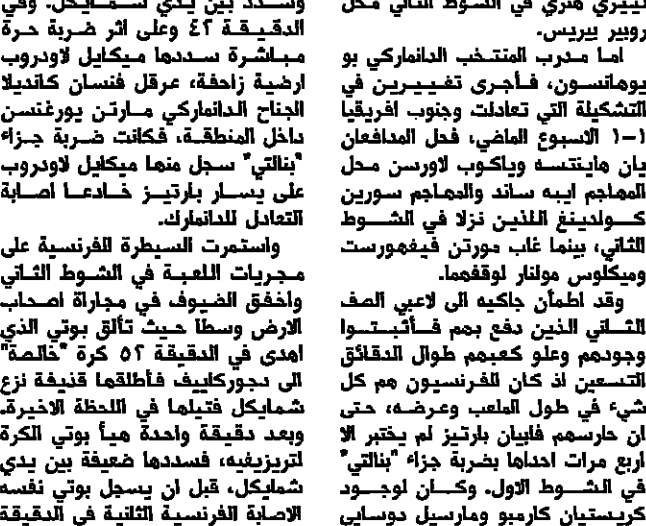 تييري هنري في الشوط الثاني محل
روبير بيريس.
اما مدرب المنتخب الدانماركي بو
يوهانسون، فأجرى تغييرين في
التشكيلة التي تعادلت وجنوب افريقيا
١-١ الاسبوع الماضي، فحل المدافعان
يان هاينتسه وياكوب لاورسن محل
المهاجم ايبه ساند والمهاجم سورين
كولدينغ اللذين نزلا في الشوط
الثاني، بينما غاب مورتن فيغهورست
وميكلوس مولنار لوقفهما.
وقد اطمأن جاكيه الى لاعبي الصف
الثاني الذين دفع بهم فأثبتوا
وجودهم وعلو كعبهم طوال الدقائق
التسعين اذ كان الفرنسيون هم كل
شيء في طول الملعب وعرضه، حتى
ان حارسهم فابيان بارتيز لم يختبر الا
اربع مرات احداها بضربة جزاء "بنالتي"
في الشوط الاول. وكان لوجود
كريستيان كارمبو ومارسيل دوسايي
وسدد بين يدي شمايكل. وفي
الدقيقة ٤٢ وعلى اثر ضربة حرة
مباشرة سددها ميكايل لاودروب
ارضية زاحفة، عرقل فنسان كانديلا
الجناح الدانماركي مارتن يورغنسن
داخل المنطقة، فكانت ضربة جزاء
"بنالتي" سجل منها ميكايل لاودروب
على يسار بارتيز خادعا اصابة
التعادل للدانمارك.
واستمرت السيطرة الفرنسية على
مجريات اللعبة في الشوط الثاني
واخفق الضيوف في مجاراة اصحاب
الارض وسطا حيث تألق بوتي الذي
اهدى في الدقيقة ٥٢ كرة "خالصة"
الى دجوركاييف فأطلقها قذيفة نزع
شمايكل فتيلها في اللحظة الاخيرة.
وبعد دقيقة واحدة هيأ بوتي الكرة
لتريزيغيه، فسددها ضعيفة بين يدي
شمايكل، قبل ان يسجل بوتي نفسه
الاصابة الفرنسية الثانية في الدقيقة